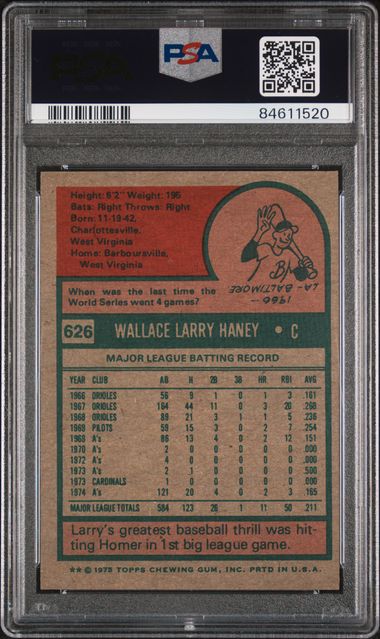 PSA
PSA
84611520
Height: 6'2" Weight: 195
Bats: Right Throws: Right
Born: 11-19-42,
Charlottesville,
West Virginia
Home: Barboursville,
West Virginia
When was the last time the
World Series went 4 games?
1966-
LA-BALTIMORE
626 WALLACE LARRY HANEY • C
MAJOR LEAGUE BATTING RECORD
YEAR CLUB AB H 2B 3B HR RBI AVG
1966 ORIOLES 56 9 1 0 1 3 .161
1967 ORIOLES 164 44 11 0 3 20 .268
1968 ORIOLES 89 21 3 1 1 5 .236
1969 PILOTS 59 15 3 0 2 7 .254
1969 A's 86 13 4 0 2 12 .151
1970 A's 2 0 0 0 0 0 .000
1972 A's 4 0 0 0 0 0 .000
1973 A's 2 1 0 0 0 1 .500
1973 CARDINALS 1 0 0 0 0 0 .000
1974 A's 121 20 4 0 2 3 .165
MAJOR LEAGUE TOTALS 584 123 26 1 11 50 .211
Larry's greatest baseball thrill was hit-
ting Homer in 1st big league game.
** © 1975 TOPPS CHEWING GUM, INC. PRTD IN U.S.A.